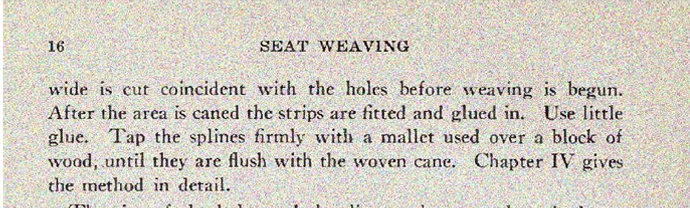 16 SEAT WEAVING
wide is cut coincident with the holes before weaving is begun.
After the area is caned the strips are fitted and glued in. Use little
glue. Tap the splines firmly with a mallet used over a block of
wood, until they are flush with the woven cane. Chapter IV gives
the method in detail.